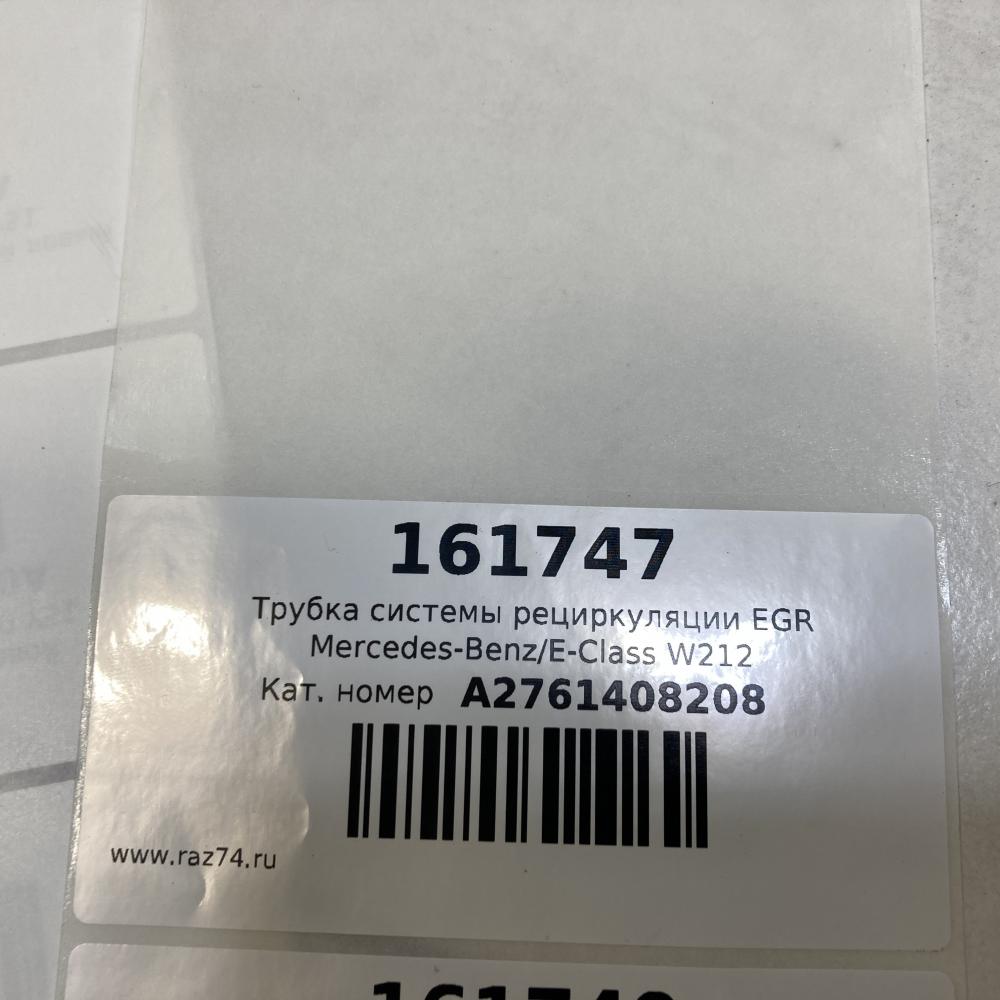 161747
Трубка системы рециркуляции EGR
Mercedes-Benz/E-Class W212
Кат. номер A2761408208
www.raz74.ru